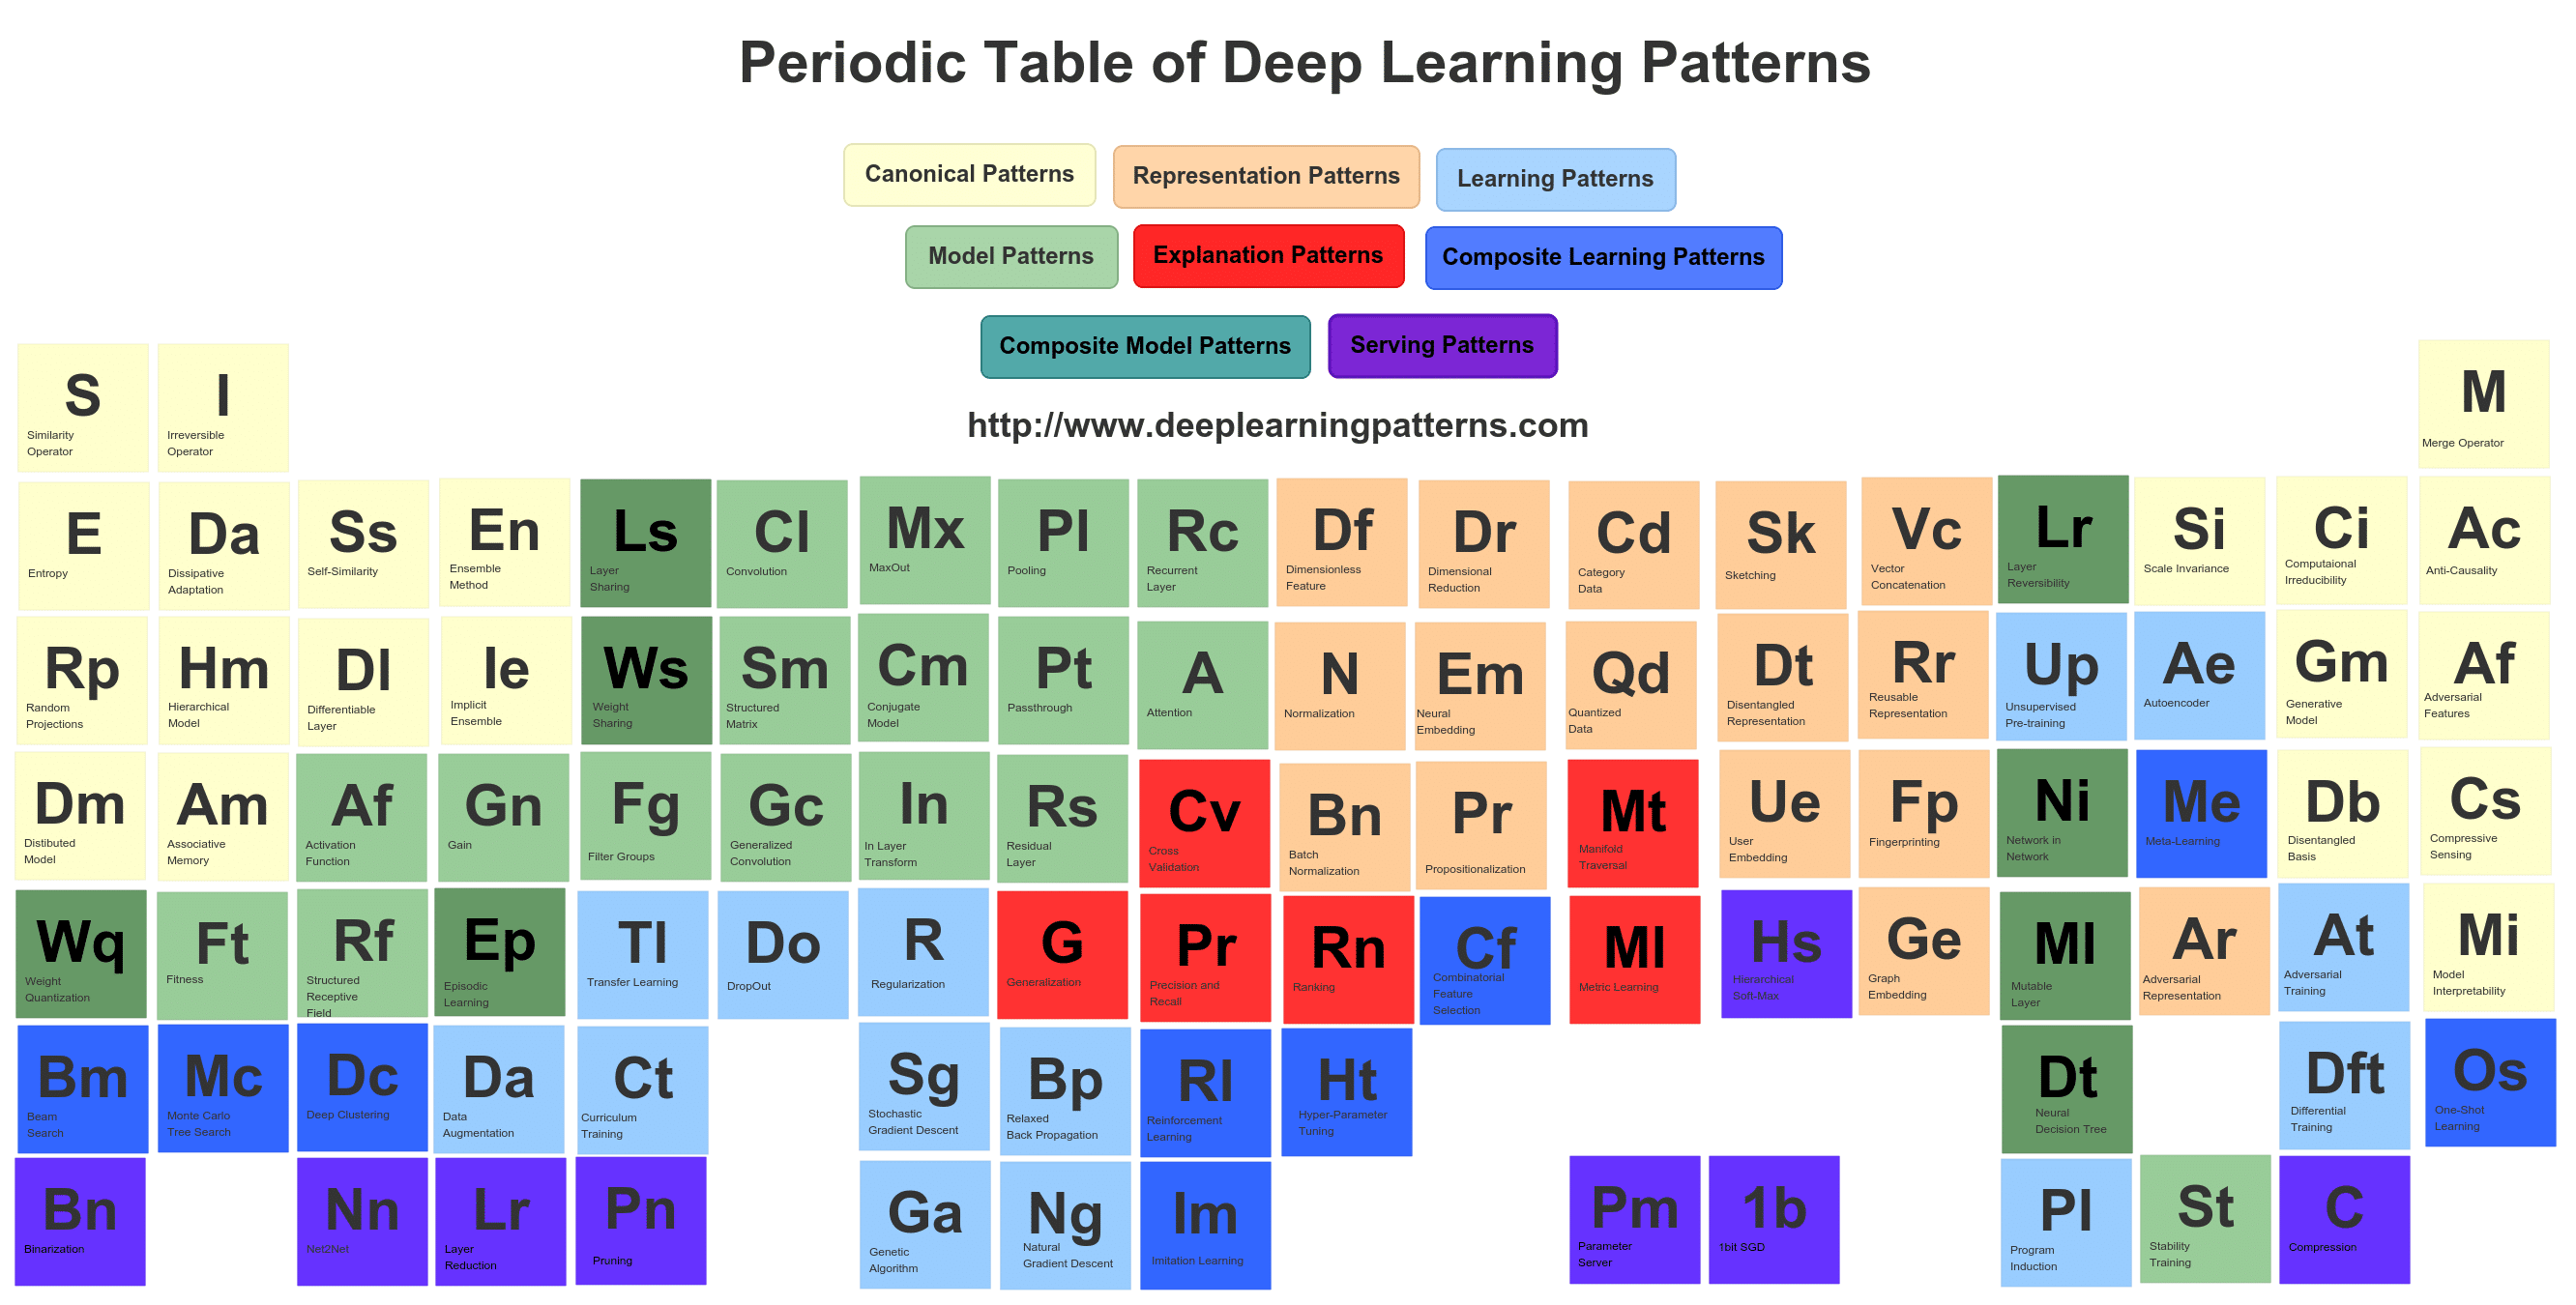 Periodic Table of Deep Learning Patterns
Canonical Patterns
Representation Patterns
Learning Patterns
Model Patterns
Explanation Patterns
Composite Learning Patterns
Composite Model Patterns
Serving Patterns
http://www.deeplearningpatterns.com
S
Similarity
Operator
I
Irreversible
Operator
M
Merge Operator
E
Entropy
Da
Dissipative
Adaptation
Ss
Self-Similarity
En
Ensemble
Method
Ls
Layer
Sharing
Cl
Convolution
Mx
MaxOut
Pl
Pooling
Rc
Recurrent
Layer
Df
Dimensionless
Feature
Dr
Dimensional
Reduction
Cd
Category
Data
Sk
Sketching
Vc
Vector
Concatenation
Lr
Layer
Reversibility
Si
Scale Invariance
Ci
Computaional
Irreducibility
Ac
Anti-Causality
Rp
Random
Projections
Hm
Hierarchical
Model
Dl
Differentiable
Layer
Ie
Implicit
Ensemble
Ws
Weight
Sharing
Sm
Structured
Matrix
Cm
Conjugate
Model
Pt
Passthrough
A
Attention
N
Normalization
Em
Neural
Embedding
Qd
Quantized
Data
Dt
Disentangled
Representation
Rr
Reusable
Representation
Up
Unsupervised
Pre-training
Ae
Autoencoder
Gm
Generative
Model
Af
Adversarial
Features
Dm
Distibuted
Model
Am
Associative
Memory
Af
Activation
Function
Gn
Gain
Fg
Filter Groups
Gc
Generalized
Convolution
In
In Layer
Transform
Rs
Residual
Layer
Cv
Cross
Validation
Bn
Batch
Normalization
Pr
Propositionalization
Mt
Manifold
Traversal
Ue
User
Embedding
Fp
Fingerprinting
Ni
Network in
Network
Me
Meta-Learning
Db
Disentangled
Basis
Cs
Compressive
Sensing
Wq
Weight
Quantization
Ft
Fitness
Rf
Structured
Receptive
Field
Ep
Episodic
Learning
Tl
Transfer Learning
Do
DropOut
R
Regularization
G
Generalization
Pr
Precision and
Recall
Rn
Ranking
Cf
Combinatorial
Feature
Selection
Ml
Metric Learning
Hs
Hierarchical
Soft-Max
Ge
Graph
Embedding
Ml
Mutable
Layer
Ar
Adversarial
Representation
At
Adversarial
Training
Mi
Model
Interpretability
Bm
Beam
Search
Mc
Monte Carlo
Tree Search
Dc
Deep Clustering
Da
Data
Augmentation
Ct
Curriculum
Training
Sg
Stochastic
Gradient Descent
Bp
Relaxed
Back Propagation
Rl
Reinforcement
Learning
Ht
Hyper-Parameter
Tuning
Dt
Neural
Decision Tree
Dft
Differential
Training
Os
One-Shot
Learning
Bn
Binarization
Nn
Net2Net
Lr
Layer
Reduction
Pn
Pruning
Ga
Genetic
Algorithm
Ng
Natural
Gradient Descent
Im
Imitation Learning
Pm
Parameter
Server
1b
1bit SGD
Pl
Program
Induction
St
Stability
Training
C
Compression